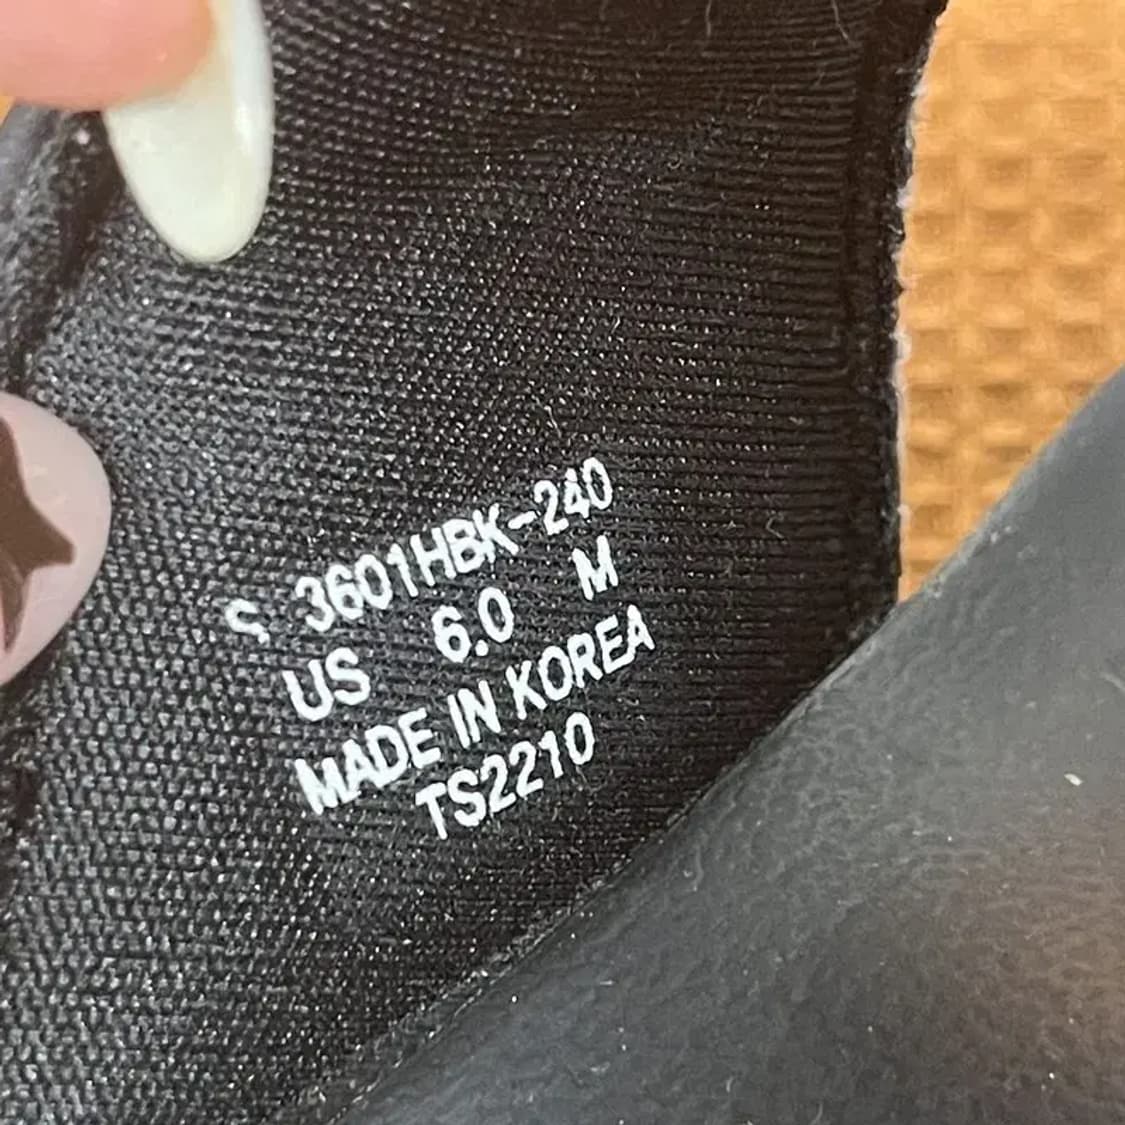 S 3601HBK-240
US 6.0 M
MADE IN KOREA
TS2210